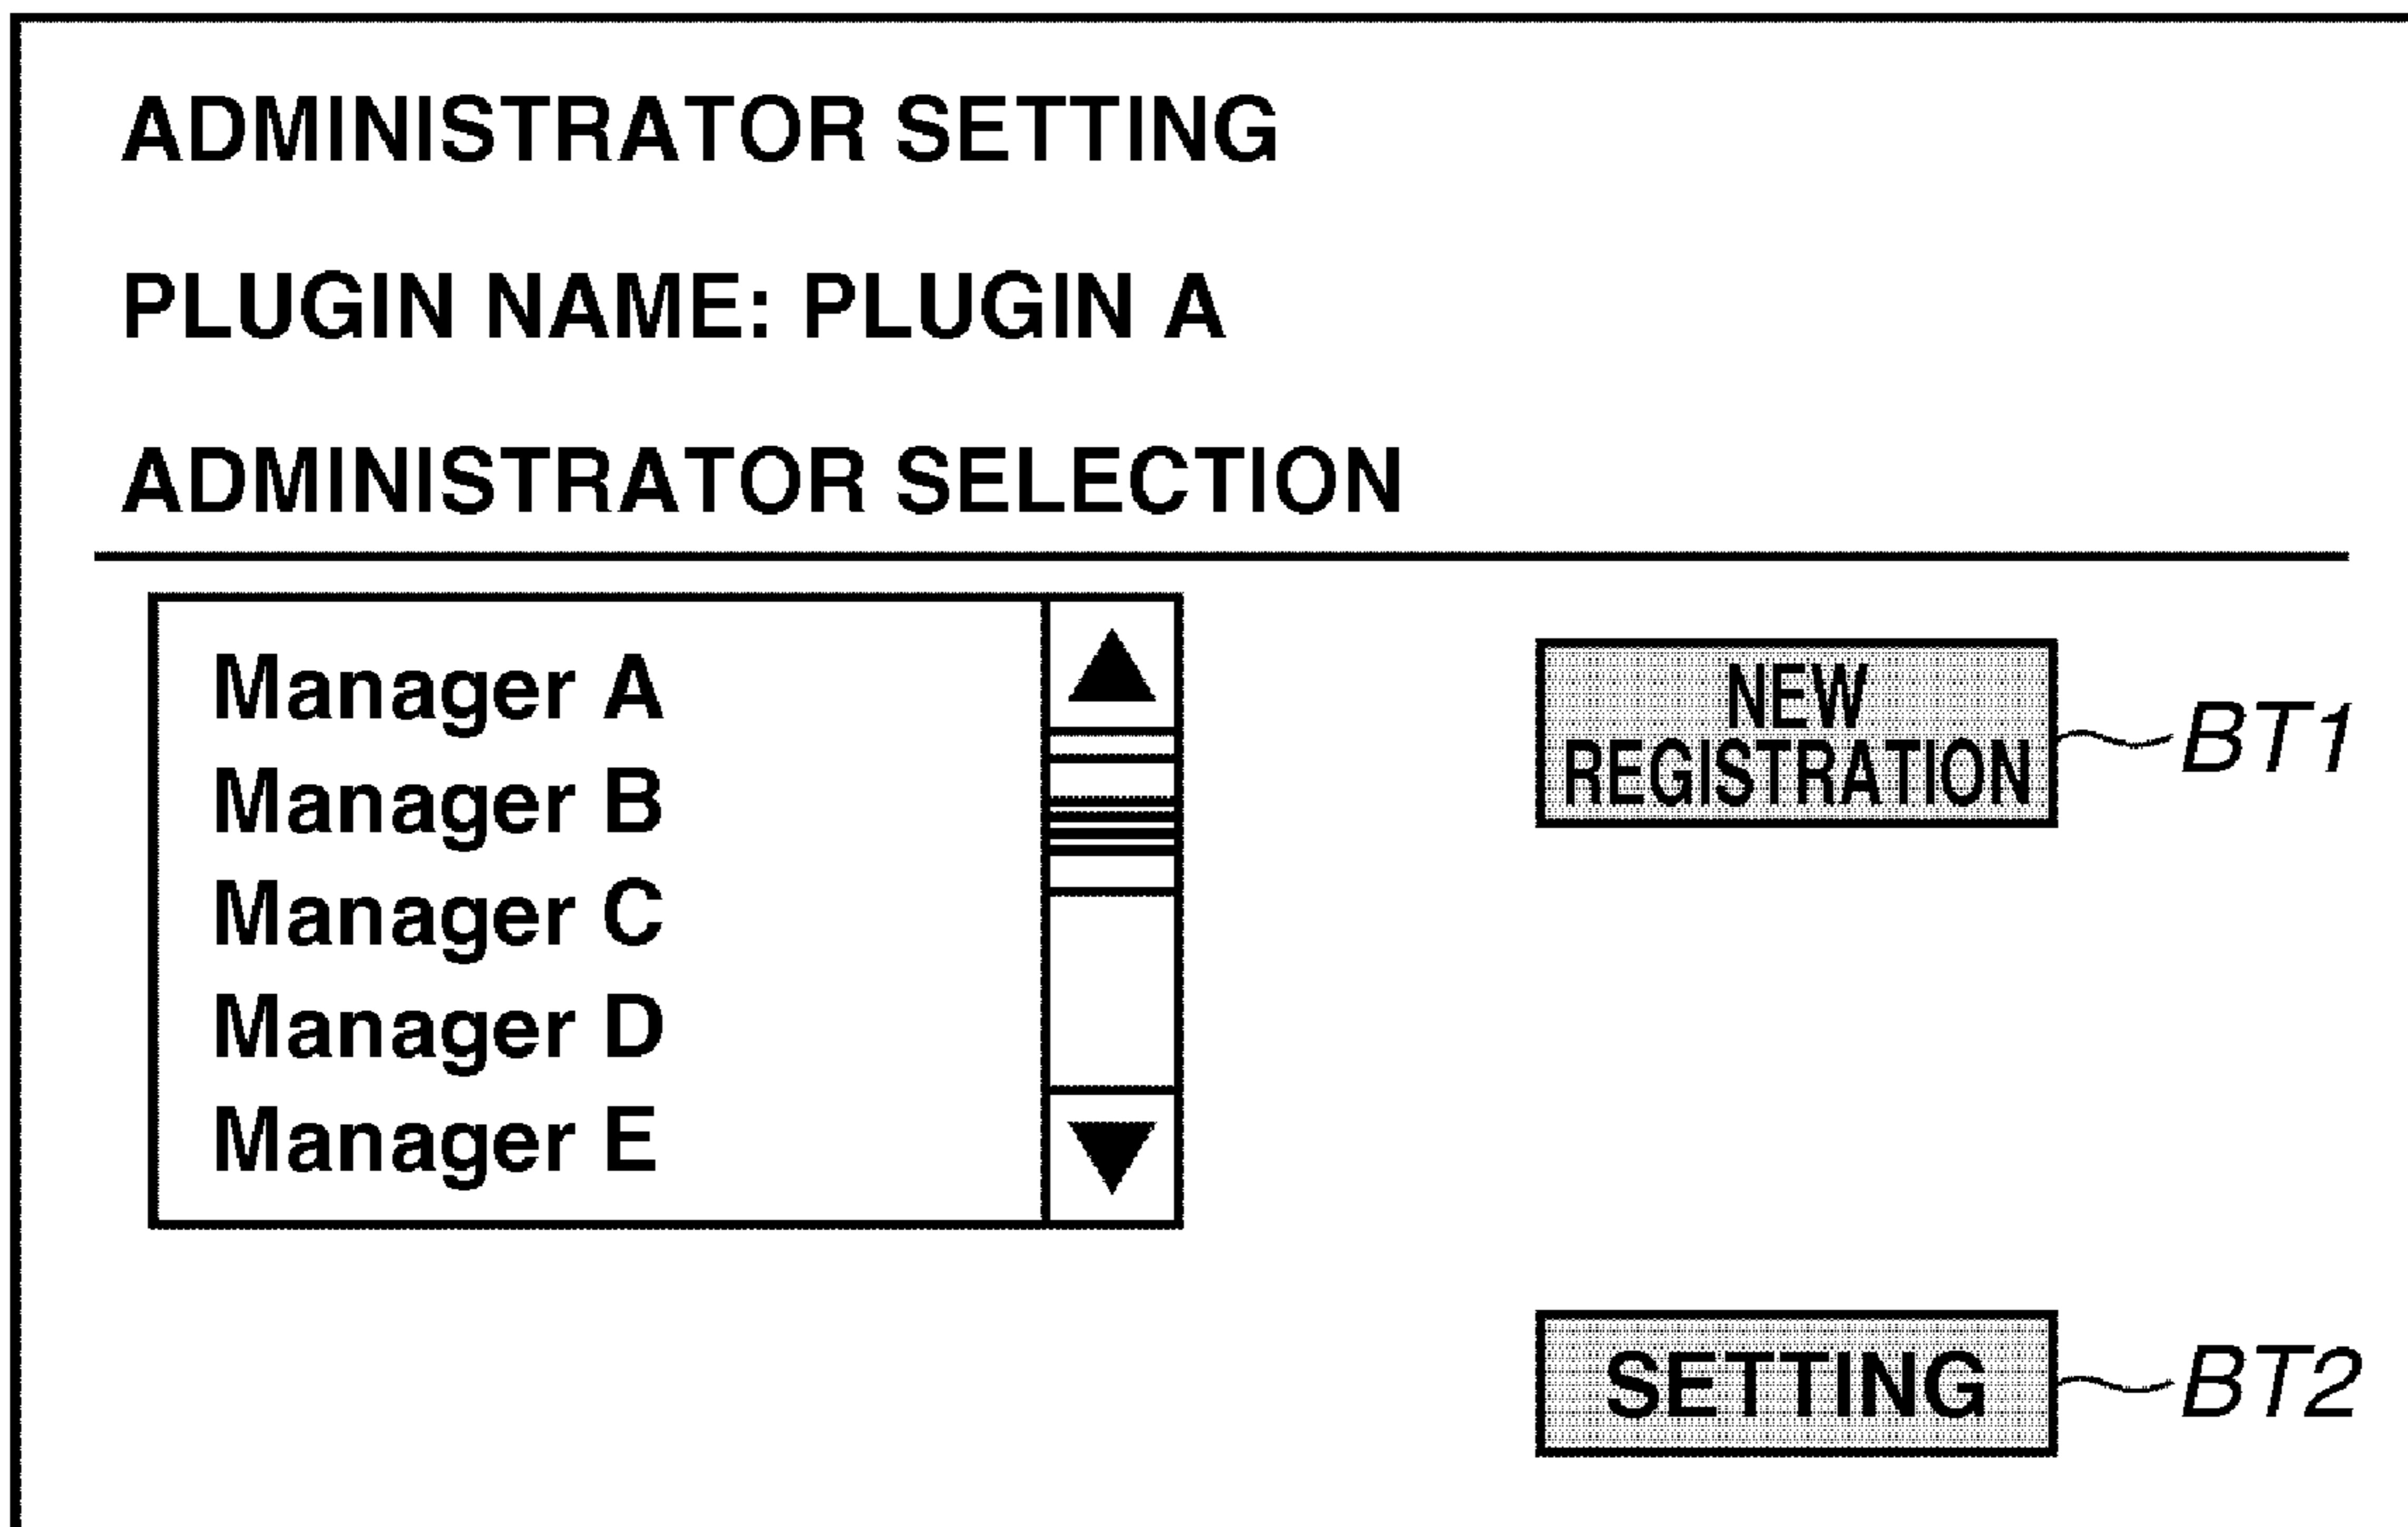 ADMINISTRATOR SETTING
PLUGIN NAME: PLUGIN A
ADMINISTRATOR SELECTION
Manager A
Manager B
Manager C
Manager D
Manager E
NEW
REGISTRATION
BT1
SETTING
BT2